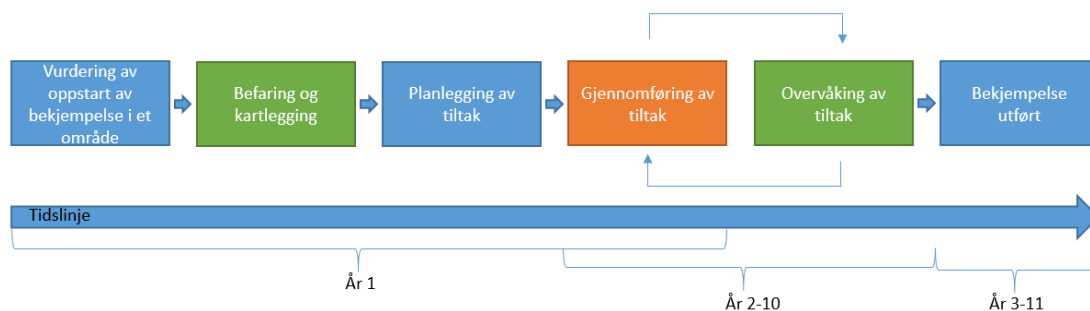 Vurdering av
oppstart av
bekjempelse i et
område
Befaring og
kartlegging
Planlegging av
tiltak
Gjennomføring av
tiltak
Overvåking av
tiltak
Bekjempelse
utført
Tidslinje
År 1
År 2-10
År 3-11